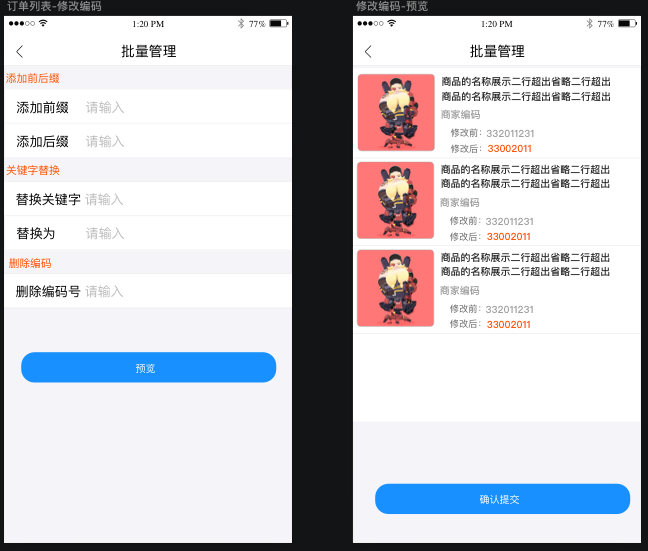 订单列表-修改编码
1:20 PM
77%
批量管理
添加前后缀
添加前缀 请输入
添加后缀 请输入
关键字替换
替换关键字 请输入
替换为 请输入
删除编码
删除编码号 请输入
预览
修改编码-预览
1:20 PM
77%
批量管理
商品的名称展示二行超出省略二行超出
商品的名称展示二行超出省略二行超出
商家编码
修改前: 332011231
修改后: 33002011
商品的名称展示二行超出省略二行超出
商品的名称展示二行超出省略二行超出
商家编码
修改前: 332011231
修改后: 33002011
商品的名称展示二行超出省略二行超出
商品的名称展示二行超出省略二行超出
商家编码
修改前: 332011231
修改后: 33002011
确认提交